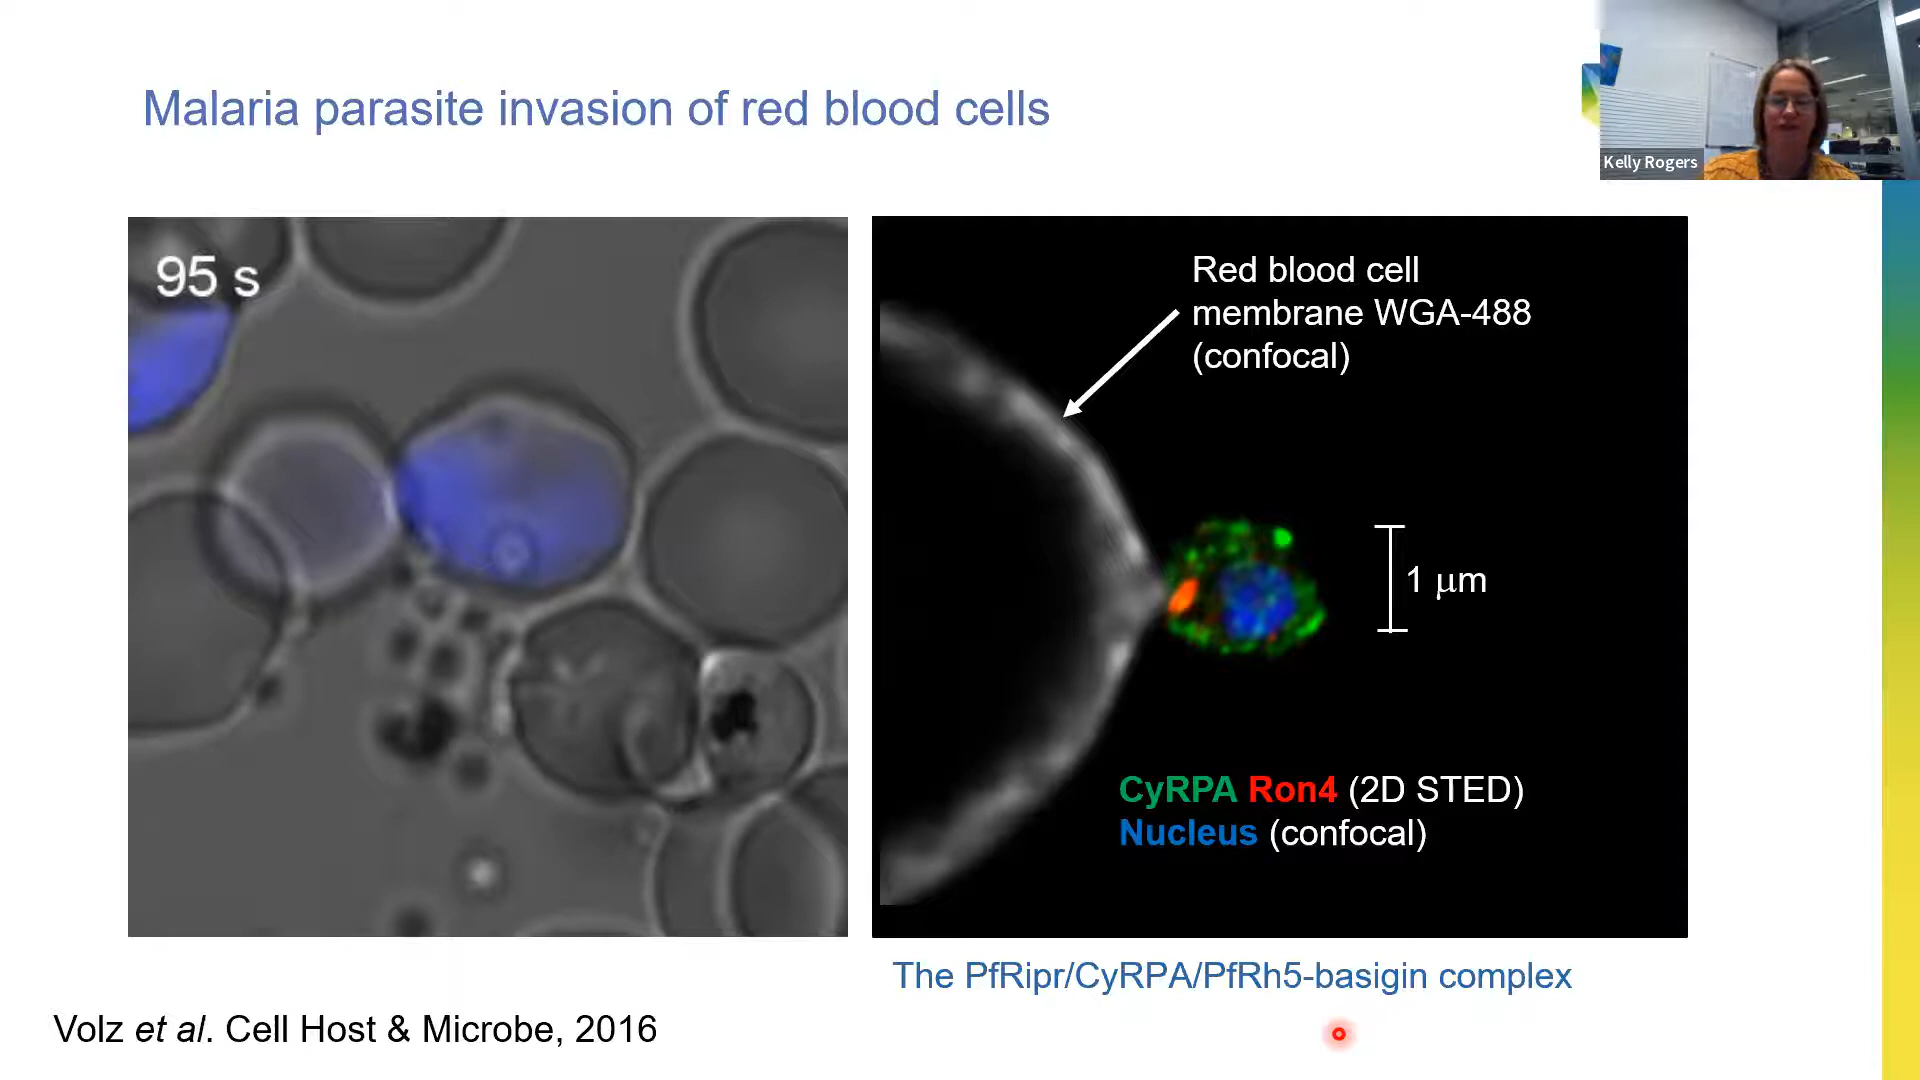 Malaria parasite invasion of red blood cells
Kelly Rogers
95 s
Red blood cell
membrane WGA-488
(confocal)
1 μm
CyRPA Ron4 (2D STED)
Nucleus (confocal)
The PfRipr/CyRPA/PfRh5-basigin complex
Volz et al. Cell Host & Microbe, 2016